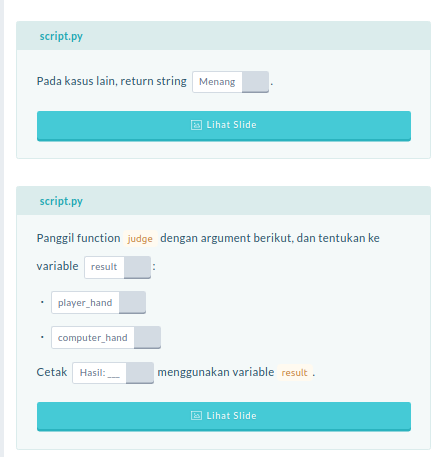 script.py
Pada kasus lain, return string Menang .
Lihat Slide
script.py
Panggil function judge dengan argument berikut, dan tentukan ke
variable result :
• player_hand
• computer_hand
Cetak Hasil: ___ menggunakan variable result .
Lihat Slide